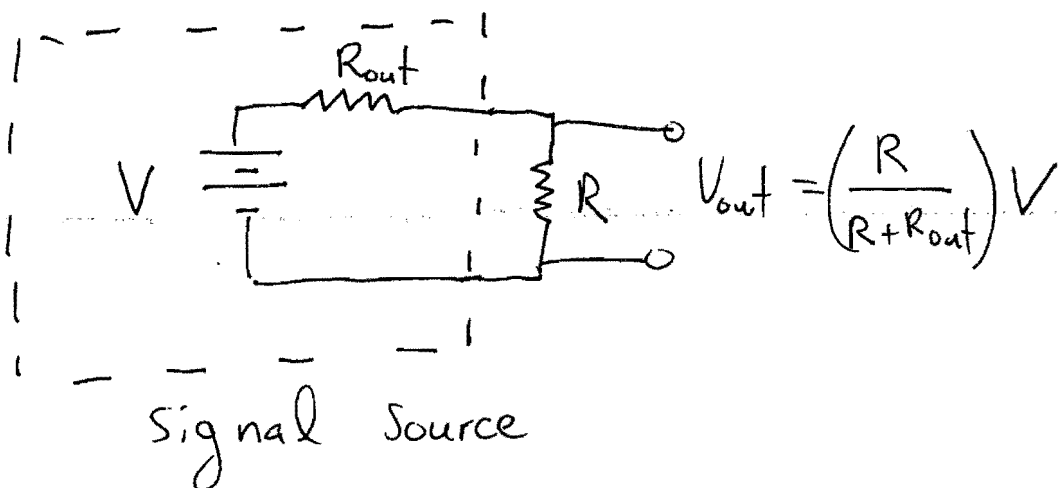 Rout
V
R
Vout = (R / (R + Rout)) V
Signal Source